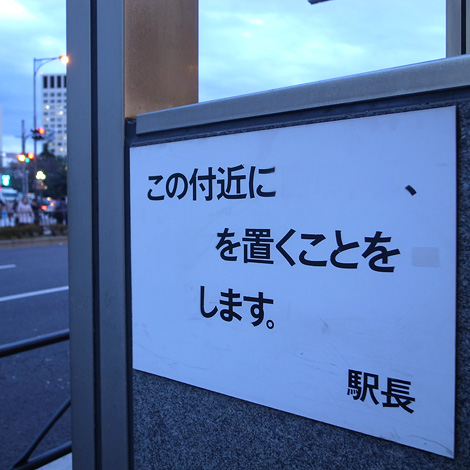 この付近に 、
を置くことを
します。
駅長